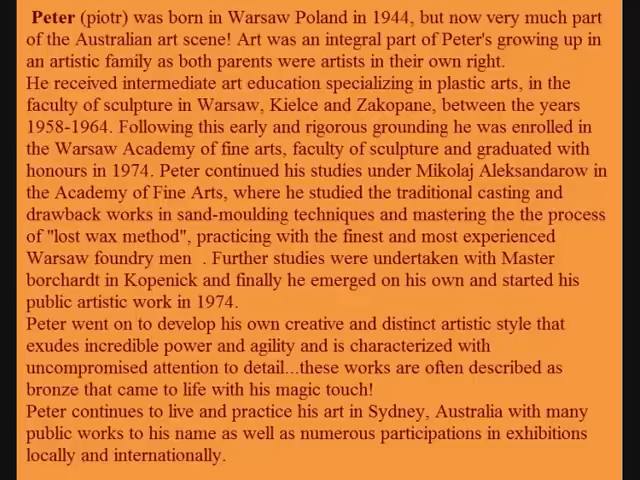 Peter (piotr) was born in Warsaw Poland in 1944, but now very much part
of the Australian art scene! Art was an integral part of Peter's growing up in
an artistic family as both parents were artists in their own right.
He received intermediate art education specializing in plastic arts, in the
faculty of sculpture in Warsaw, Kielce and Zakopane, between the years
1958-1964. Following this early and rigorous grounding he was enrolled in
the Warsaw Academy of fine arts, faculty of sculpture and graduated with
honours in 1974. Peter continued his studies under Mikolaj Aleksandarow in
the Academy of Fine Arts, where he studied the traditional casting and
drawback works in sand-moulding techniques and mastering the the process
of "lost wax method", practicing with the finest and most experienced
Warsaw foundry men . Further studies were undertaken with Master
borchardt in Kopenick and finally he emerged on his own and started his
public artistic work in 1974.
Peter went on to develop his own creative and distinct artistic style that
exudes incredible power and agility and is characterized with
uncompromised attention to detail...these works are often described as
bronze that came to life with his magic touch!
Peter continues to live and practice his art in Sydney, Australia with many
public works to his name as well as numerous participations in exhibitions
locally and internationally.